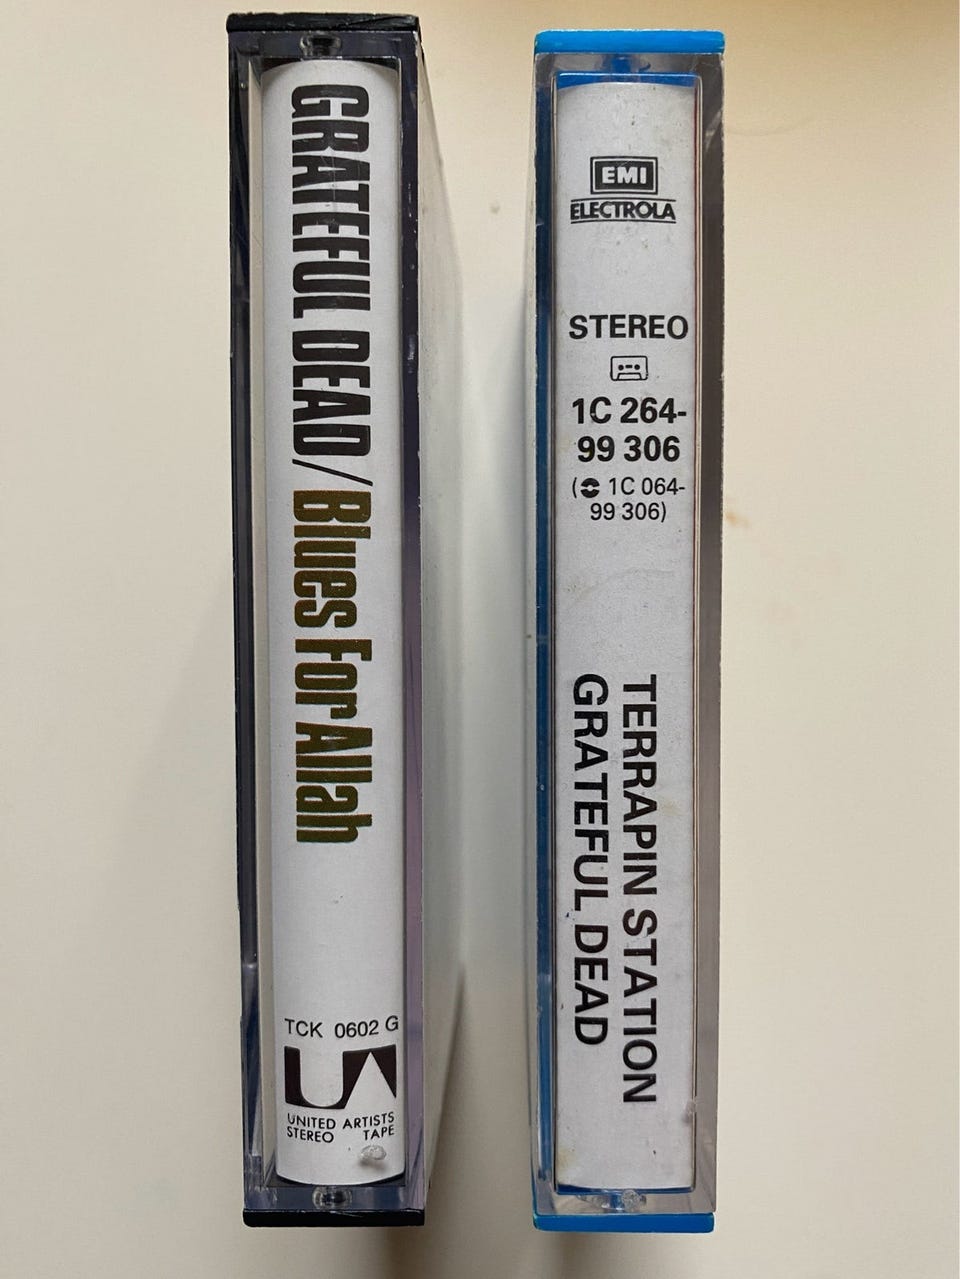 GRATEFUL DEAD/Blues For Allah
TCK 0602 G
UA
UNITED ARTISTS
STEREO TAPE
EMI
ELECTROLA
STEREO
1C 264-
99 306
(1C 064-
99 306)
TERRAPIN STATION
GRATEFUL DEAD